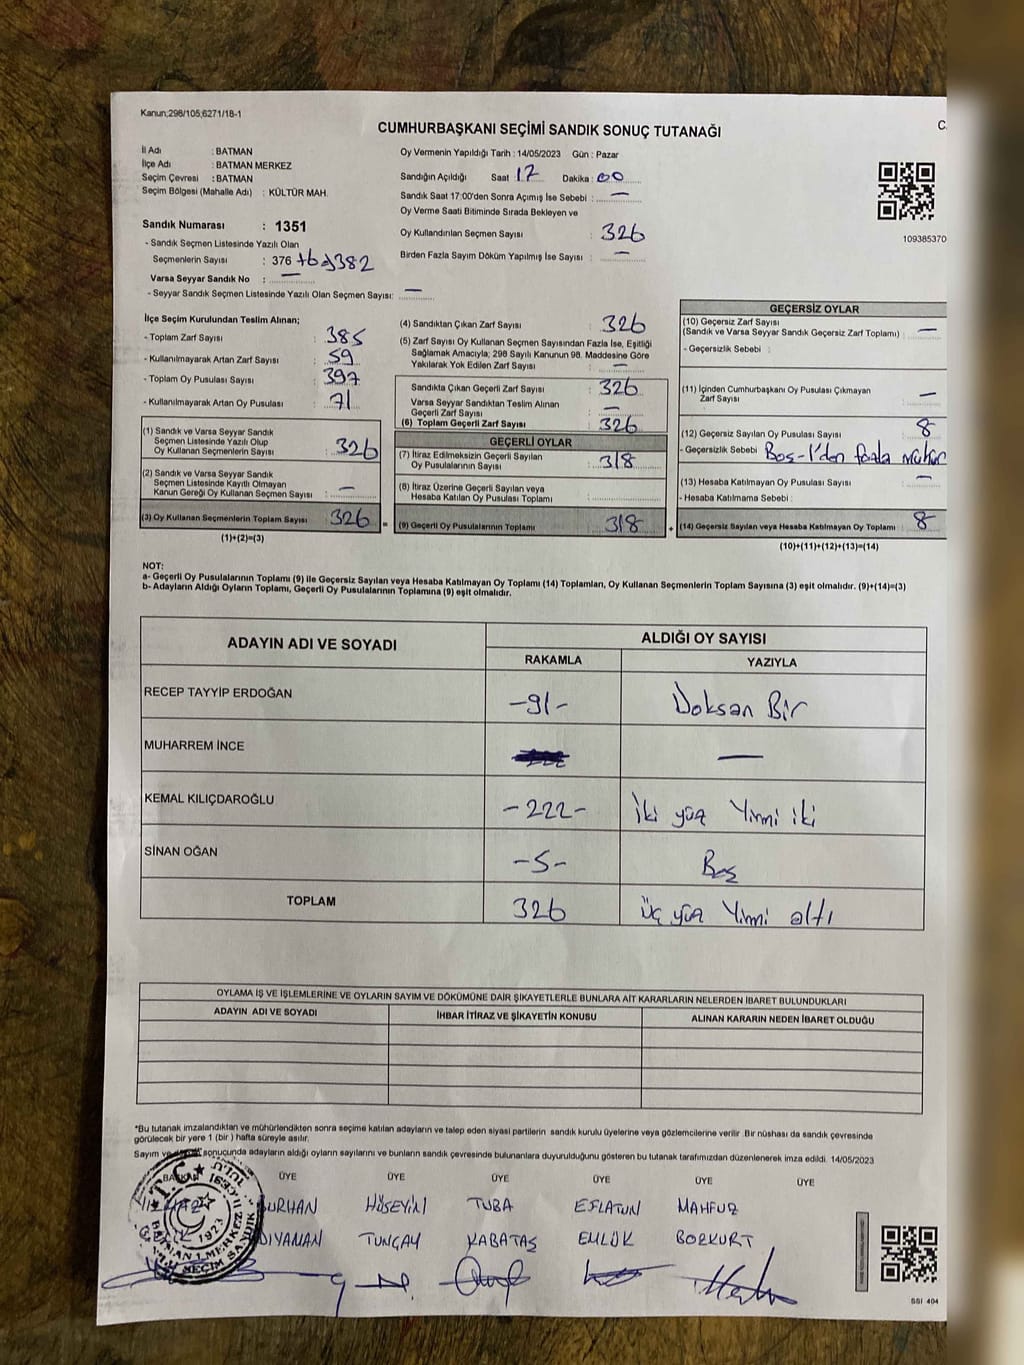 Kanun;298/105,6271/18-1
CUMHURBAŞKANI SEÇİMİ SANDIK SONUÇ TUTANAĞI
C.
İl Adı : BATMAN
İlçe Adı : BATMAN MERKEZ
Seçim Çevresi : BATMAN
Seçim Bölgesi (Mahalle Adı) : KÜLTÜR MAH.
Oy Vermenin Yapıldığı Tarih : 14/05/2023 Gün : Pazar
Sandığın Açıldığı Saat 17 Dakika : 00
Sandık Saat 17:00'den Sonra Açımış İse Sebebi : —
Oy Verme Saati Bitiminde Sırada Bekleyen ve
Oy Kullandırılan Seçmen Sayısı : 326
Birden Fazla Sayım Döküm Yapılmış İse Sayısı : —
109385370
Sandık Numarası : 1351
- Sandık Seçmen Listesinde Yazılı Olan
Seçmenlerin Sayısı : 376 +6 382
Varsa Seyyar Sandık No : —
- Seyyar Sandık Seçmen Listesinde Yazılı Olan Seçmen Sayısı: —
İlçe Seçim Kurulundan Teslim Alınan;
- Toplam Zarf Sayısı : 385
- Kullanılmayarak Artan Zarf Sayısı : 59
- Toplam Oy Pusulası Sayısı : 397
- Kullanılmayarak Artan Oy Pusulası : 71
(1) Sandık ve Varsa Seyyar Sandık
Seçmen Listesinde Yazılı Olup
Oy Kullanan Seçmenlerin Sayısı : 326
(2) Sandık ve Varsa Seyyar Sandık
Seçmen Listesinde Kayıtlı Olmayan
Kanun Gereği Oy Kullanan Seçmen Sayısı : —
(3) Oy Kullanan Seçmenlerin Toplam Sayısı 326 =
(1)+(2)=(3)
(4) Sandıktan Çıkan Zarf Sayısı : 326
(5) Zarf Sayısı Oy Kullanan Seçmen Sayısından Fazla İse, Eşitliği
Sağlamak Amacıyla; 298 Sayılı Kanunun 98. Maddesine Göre
Yakılarak Yok Edilen Zarf Sayısı : —
Sandıkta Çıkan Geçerli Zarf Sayısı : 326
Varsa Seyyar Sandıktan Teslim Alınan
Geçerli Zarf Sayısı : —
(6) Toplam Geçerli Zarf Sayısı : 326
GEÇERLİ OYLAR
(7) İtiraz Edilmeksizin Geçerli Sayılan
Oy Pusulalarının Sayısı : 318
(8) İtiraz Üzerine Geçerli Sayılan veya
Hesaba Katılan Oy Pusulası Toplamı :
(9) Geçerli Oy Pusulalarının Toplamı 318 +
GEÇERSİZ OYLAR
(10) Geçersiz Zarf Sayısı
(Sandık ve Varsa Seyyar Sandık Geçersiz Zarf Toplamı) : —
- Geçersizlik Sebebi :
(11) İçinden Cumhurbaşkanı Oy Pusulası Çıkmayan
Zarf Sayısı : —
(12) Geçersiz Sayılan Oy Pusulası Sayısı : 8
- Geçersizlik Sebebi Boş-1'den fazla mühür
(13) Hesaba Katılmayan Oy Pusulası Sayısı : —
- Hesaba Katılmama Sebebi :
(14) Geçersiz Sayılan veya Hesaba Katılmayan Oy Toplamı : 8
(10)+(11)+(12)+(13)=(14)
NOT:
a- Geçerli Oy Pusulalarının Toplamı (9) ile Geçersiz Sayılan veya Hesaba Katılmayan Oy Toplamı (14) Toplamları, Oy Kullanan Seçmenlerin Toplam Sayısına (3) eşit olmalıdır. (9)+(14)=(3)
b- Adayların Aldığı Oyların Toplamı, Geçerli Oy Pusulalarının Toplamına (9) eşit olmalıdır.
ADAYIN ADI VE SOYADI ALDIĞI OY SAYISI
RAKAMLA YAZIYLA
RECEP TAYYİP ERDOĞAN -91- Doksan Bir
MUHARREM İNCE —
KEMAL KILIÇDAROĞLU -222- İki yüz Yirmi iki
SİNAN OĞAN -5- Beş
TOPLAM 326 üç yüz Yirmi altı
OYLAMA İŞ VE İŞLEMLERİNE VE OYLARIN SAYIM VE DÖKÜMÜNE DAİR ŞİKAYETLERLE BUNLARA AİT KARARLARIN NELERDEN İBARET BULUNDUKLARI
ADAYIN ADI VE SOYADI İHBAR İTİRAZ VE ŞİKAYETİN KONUSU ALINAN KARARIN NEDEN İBARET OLDUĞU
*Bu tutanak imzalandıktan ve mühürlendikten sonra seçime katılan adayların ve talep eden siyasi partilerin sandık kurulu üyelerine veya gözlemcilerine verilir .Bir nüshası da sandık çevresinde
görülecek bir yere 1 (bir ) hafta süreyle asılır.
Sayım ve sonuçunda adayların aldığı oyların sayılarını ve bunların sandık çevresinde bulunanlara duyurulduğunu gösteren bu tutanak tarafımızdan düzenlenerek imza edildi. 14/05/2023
BAŞKAN ÜYE ÜYE ÜYE ÜYE ÜYE ÜYE
BURHAN HÜSEYİN TUBA EFLATUN MAHFUZ
DIYANAN TUNÇAY KABATAŞ EMLÜK BOZKURT
T.C.
1923
SSI 404